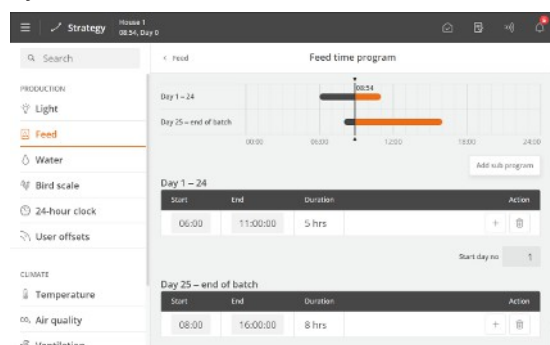 Strategy
House 1
08:54, Day 0
Search
PRODUCTION
Light
Feed
Water
Bird scale
24-hour clock
User offsets
CLIMATE
Temperature
CO₂ Air quality
Ventilation
Feed
Feed time program
08:54
Day 1 – 24
Day 25 – end of batch
00:00 06:00 12:00 18:00 24:00
Add sub program
Day 1 – 24
Start End Duration Action
06:00 11:00:00 5 hrs
Start day no 1
Day 25 – end of batch
Start End Duration Action
08:00 16:00:00 8 hrs